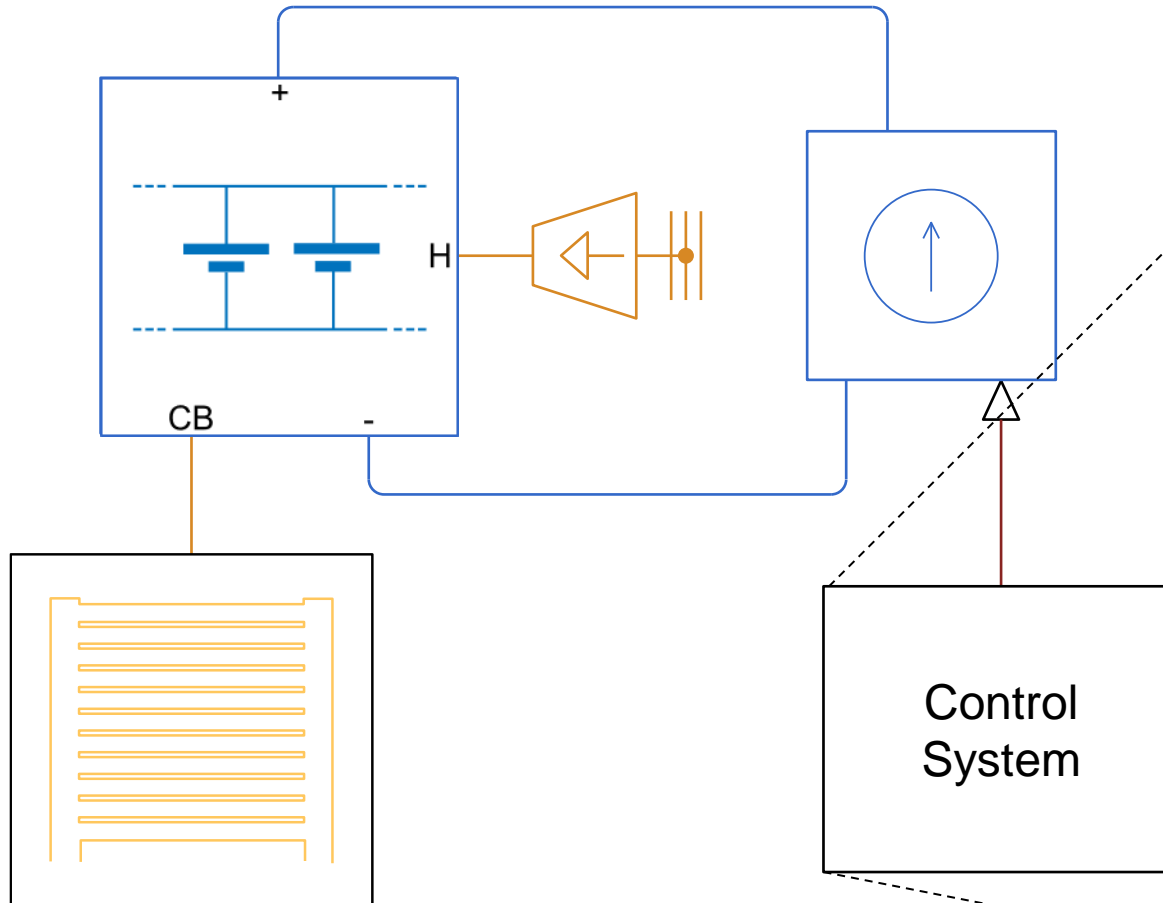 +
H
CB
-
Control
System